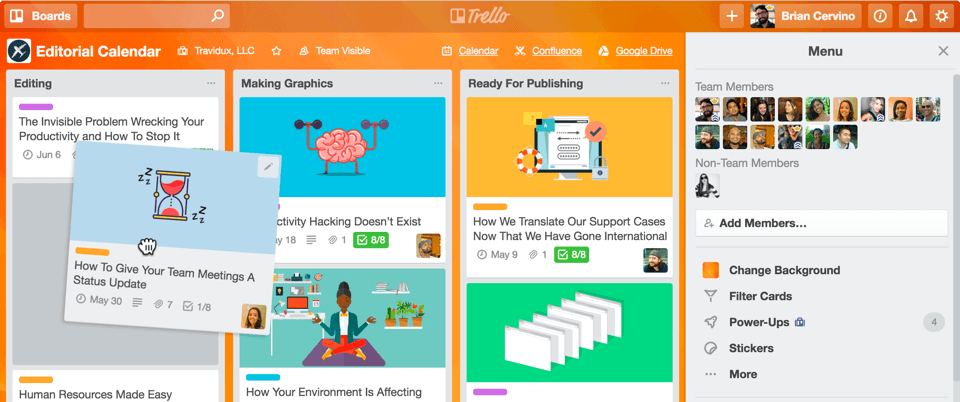 Boards
Trello
Brian Cervino
Editorial Calendar
Travidux, LLC
Team Visible
Calendar
Confluence
Google Drive
Editing
The Invisible Problem Wrecking Your
Productivity and How To Stop It
Jun 6
zzz
zzz
How To Give Your Team Meetings A
Status Update
May 30
7
1/8
Human Resources Made Easy
Making Graphics
ctivity Hacking Doesn't Exist
ay 18
1
8/8
How Your Environment Is Affecting
Ready For Publishing
How We Translate Our Support Cases
Now That We Have Gone International
May 9
1
8/8
Menu
Team Members
Non-Team Members
Add Members...
Change Background
Filter Cards
Power-Ups
4
Stickers
More